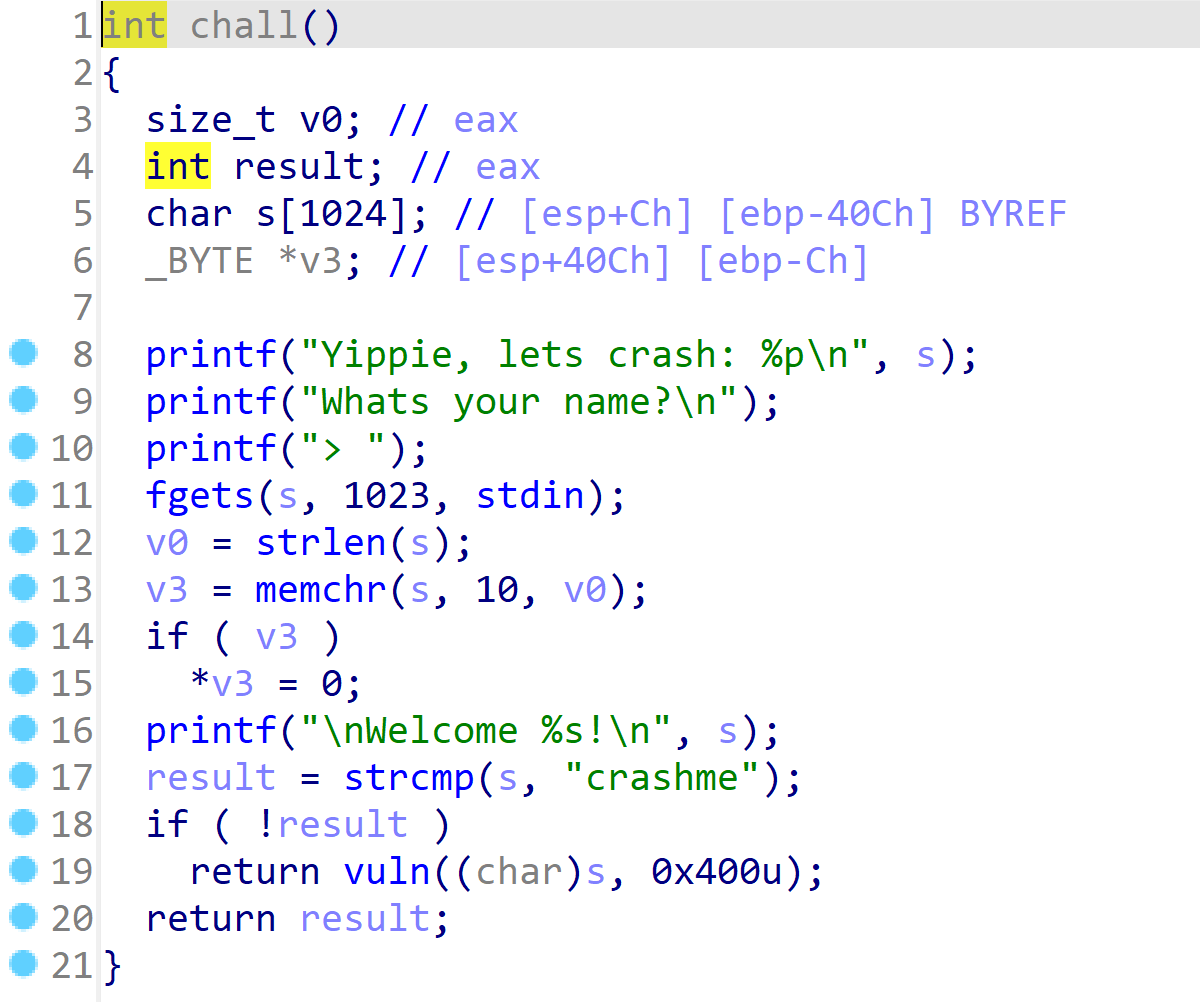 1 int chall()
2 {
3   size_t v0; // eax
4   int result; // eax
5   char s[1024]; // [esp+Ch] [ebp-40Ch] BYREF
6   _BYTE *v3; // [esp+40Ch] [ebp-Ch]
7
8   printf("Yippie, lets crash: %p\n", s);
9   printf("Whats your name?\n");
10   printf("> ");
11   fgets(s, 1023, stdin);
12   v0 = strlen(s);
13   v3 = memchr(s, 10, v0);
14   if ( v3 )
15     *v3 = 0;
16   printf("\nWelcome %s!\n", s);
17   result = strcmp(s, "crashme");
18   if ( !result )
19     return vuln((char)s, 0x400u);
20   return result;
21 }